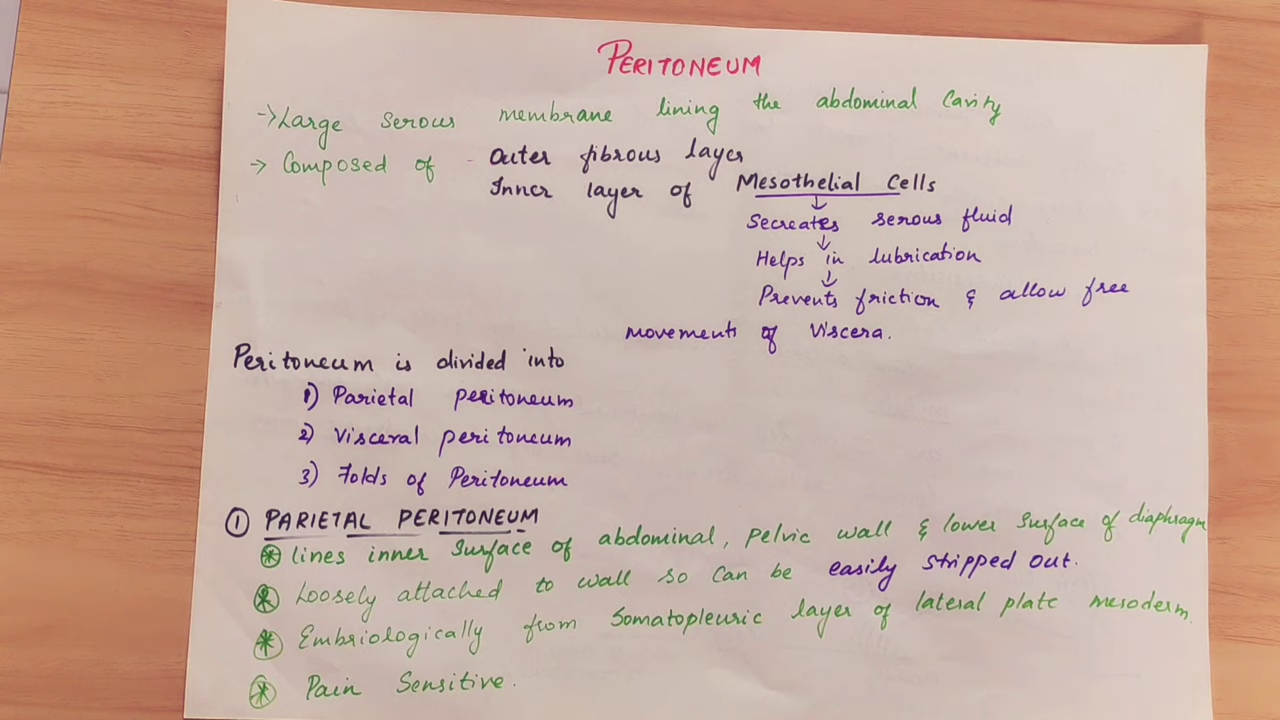 PERITONEUM
→ Large serous membrane lining the abdominal cavity
→ Composed of - Outer fibrous layer
Inner layer of Mesothelial Cells
↓
Secreates serous fluid
↓
Helps in lubrication
↓
Prevents friction & allow free
movements of Viscera.
Peritoneum is divided into
1) Parietal peritoneum
2) Visceral peritoneum
3) Folds of Peritoneum
① PARIETAL PERITONEUM
* lines inner surface of abdominal, pelvic wall & lower surface of diaphragm
* Loosely attached to wall so can be easily stripped out.
* Embriologically from Somatopleuric layer of lateral plate mesoderm.
* Pain Sensitive.